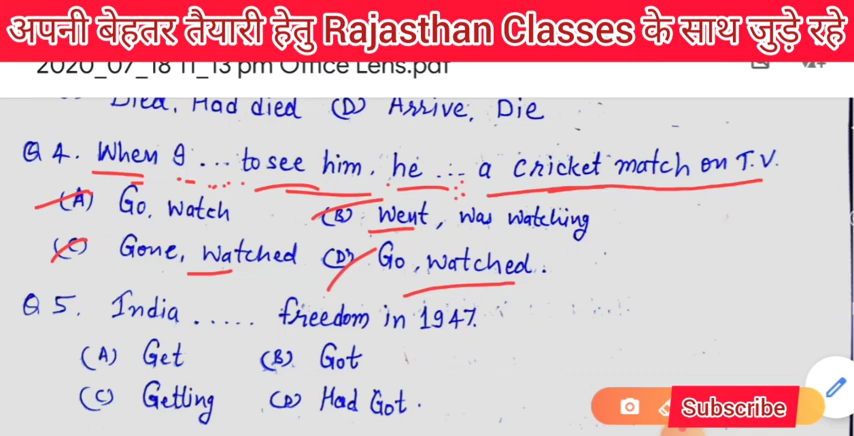 अपनी बेहतर तैयारी हेतु Rajasthan Classes के साथ जुड़े रहे
2020_07_18 11_13 pm Office Lens.pdf
Died, Had died (D) Arrive, Die
Q 4. When I ... to see him, he ... a cricket match on T.V.
(A) Go, watch (B) Went, was watching
(C) Gone, watched (D) Go, watched.
Q 5. India ..... freedom in 1947.
(A) Get (B) Got
(C) Getting (D) Had Got.
Subscribe